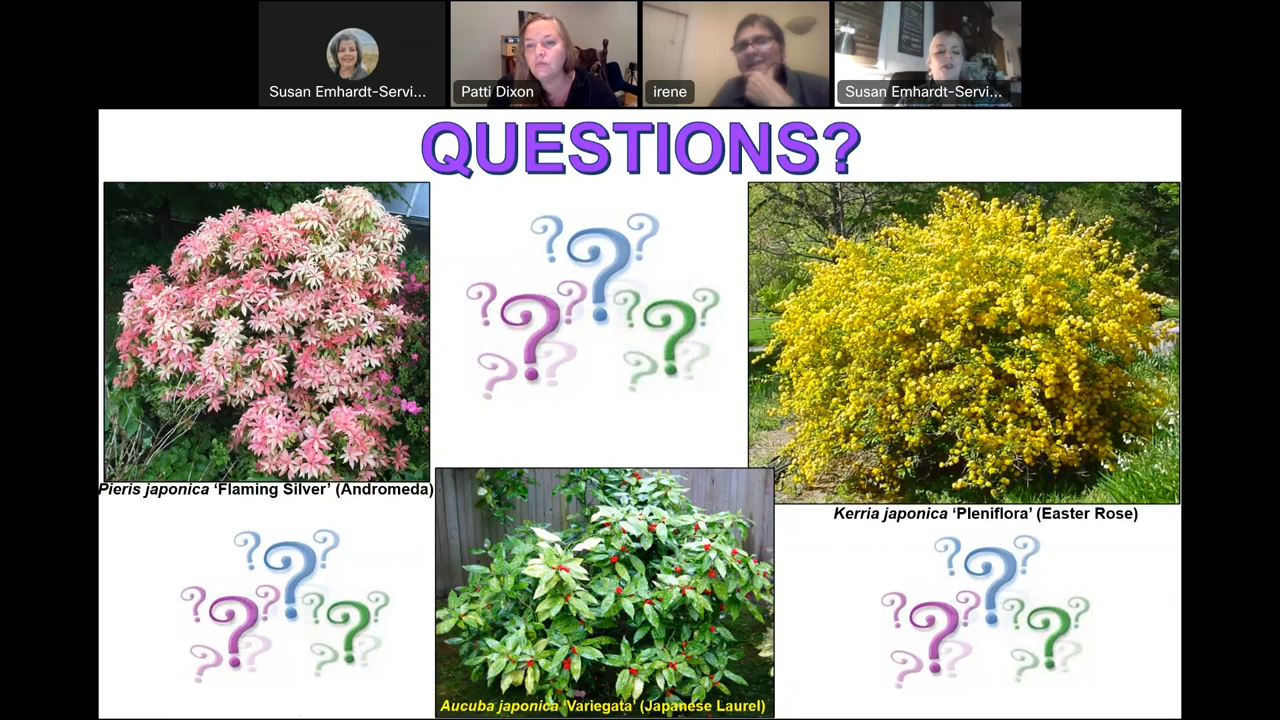 Susan Emhardt-Servi...
Patti Dixon
irene
Susan Emhardt-Servi...
QUESTIONS?
Pieris japonica ‘Flaming Silver’ (Andromeda)
Kerria japonica ‘Pleniflora’ (Easter Rose)
Aucuba japonica ‘Variegata’ (Japanese Laurel)